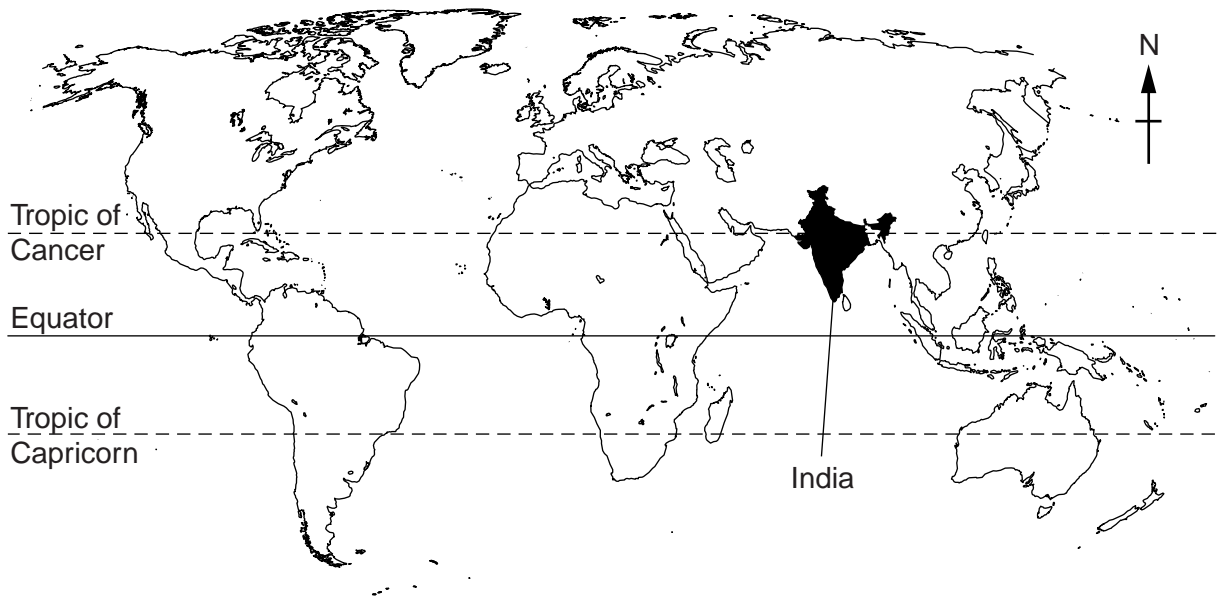 N
Tropic of
Cancer
Equator
Tropic of
Capricorn
India